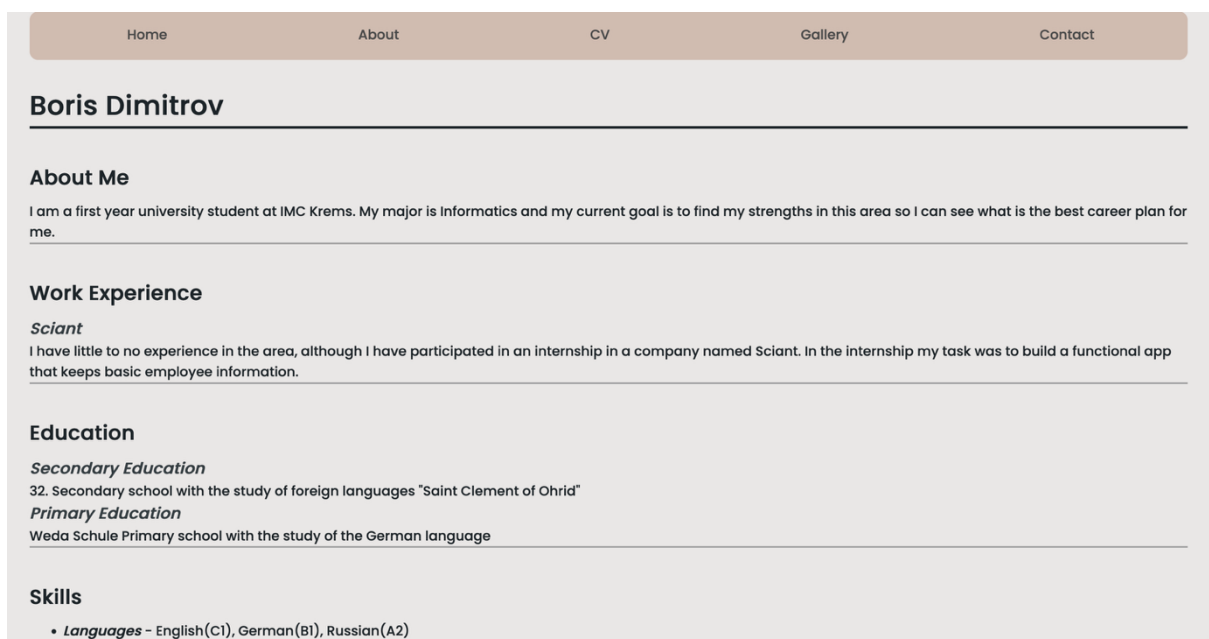 Home About CV Gallery Contact
Boris Dimitrov
About Me
I am a first year university student at IMC Krems. My major is Informatics and my current goal is to find my strengths in this area so I can see what is the best career plan for
me.
Work Experience
Sciant
I have little to no experience in the area, although I have participated in an internship in a company named Sciant. In the internship my task was to build a functional app
that keeps basic employee information.
Education
Secondary Education
32. Secondary school with the study of foreign languages "Saint Clement of Ohrid"
Primary Education
Weda Schule Primary school with the study of the German language
Skills
• Languages - English(C1), German(B1), Russian(A2)